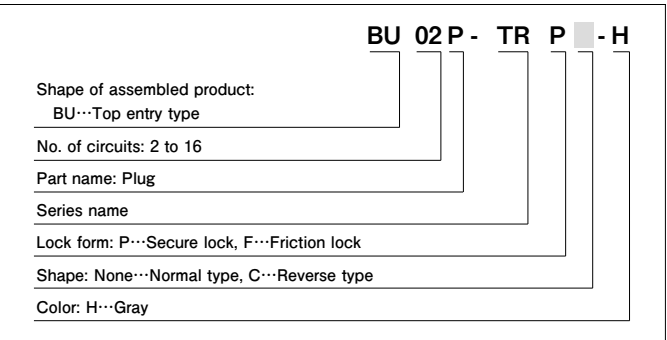 BU 02 P - TR P - H
Shape of assembled product:
BU···Top entry type
No. of circuits: 2 to 16
Part name: Plug
Series name
Lock form: P···Secure lock, F···Friction lock
Shape: None···Normal type, C···Reverse type
Color: H···Gray